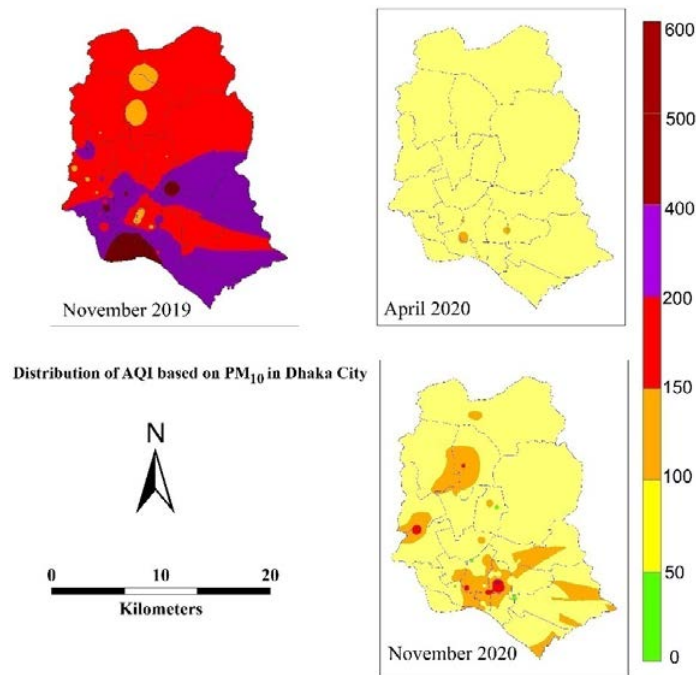 November 2019
April 2020
600
500
400
200
150
100
50
0
Distribution of AQI based on PM₁₀ in Dhaka City
N
0 10 20
Kilometers
November 2020